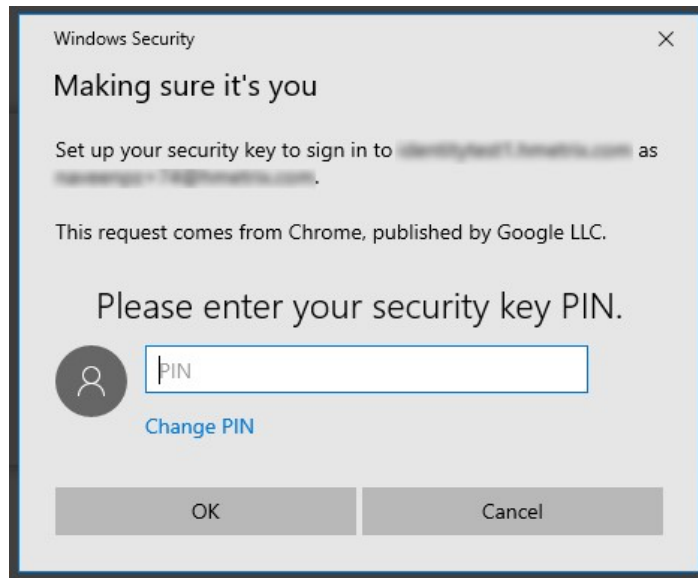 Windows Security
Making sure it's you
Set up your security key to sign in to as
.
This request comes from Chrome, published by Google LLC.
Please enter your security key PIN.
PIN
Change PIN
OK
Cancel